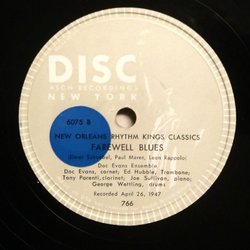 DISC
ASCH RECORDINGS
NEW YORK
6075 B
NEW ORLEANS RHYTHM KINGS CLASSICS
FAREWELL BLUES
(Elmer Schoebel, Paul Mares, Leon Rappolo)
Doc Evans Ensemble
Doc Evans, cornet; Ed Hubble, Trombone;
Tony Parenti, clarinet; Joe Sullivan, piano;
George Wettling, drums
Recorded April 26, 1947
766